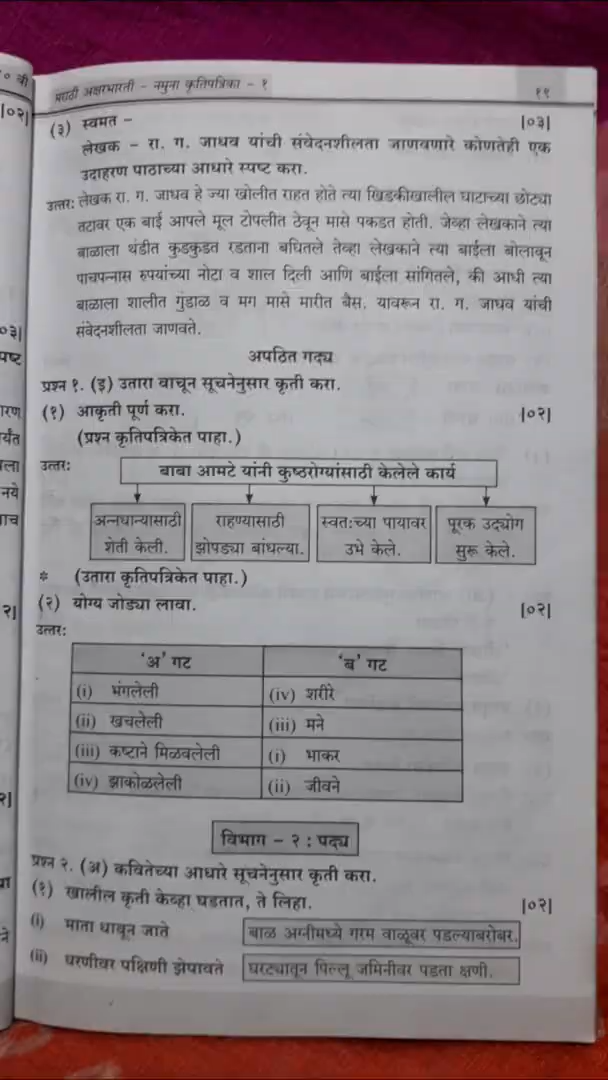 मराठी अक्षरभारती – नमुना कृतिपत्रिका – १
१९
(३) स्वमत –
|०३|
लेखक – रा. ग. जाधव यांची संवेदनशीलता जाणवणारे कोणतेही एक
उदाहरण पाठाच्या आधारे स्पष्ट करा.
उत्तर: लेखक रा. ग. जाधव हे ज्या खोलीत राहत होते त्या खिडकीखालील घाटाच्या छोट्या
तटावर एक बाई आपले मूल टोपलीत ठेवून मासे पकडत होती. जेव्हा लेखकाने त्या
बाळाला थंडीत कुडकुडत रडताना बघितले तेव्हा लेखकाने त्या बाईला बोलावून
पाचपन्नास रुपयांच्या नोटा व शाल दिली आणि बाईला सांगितले, की आधी त्या
बाळाला शालीत गुंडाळ व मग मासे मारीत बैस. यावरून रा. ग. जाधव यांची
संवेदनशीलता जाणवते.
अपठित गद्य
प्रश्न १. (इ) उतारा वाचून सूचनेनुसार कृती करा.
(१) आकृती पूर्ण करा.
|०२|
(प्रश्न कृतिपत्रिकेत पाहा.)
उत्तर:
बाबा आमटे यांनी कुष्ठरोग्यांसाठी केलेले कार्य
अन्नधान्यासाठी शेती केली.
राहण्यासाठी झोपड्या बांधल्या.
स्वतःच्या पायावर उभे केले.
पूरक उद्योग सुरू केले.
* (उतारा कृतिपत्रिकेत पाहा.)
(२) योग्य जोड्या लावा.
|०२|
उत्तर:
'अ' गट 'ब' गट
(i) भंगलेली (iv) शरीरे
(ii) खचलेली (iii) मने
(iii) कष्टाने मिळवलेली (i) भाकर
(iv) झाकोळलेली (ii) जीवने
विभाग – २ : पद्य
प्रश्न २. (अ) कवितेच्या आधारे सूचनेनुसार कृती करा.
(१) खालील कृती केव्हा घडतात, ते लिहा.
|०२|
(i) माता धावून जाते बाळ अग्नीमध्ये गरम वाळूवर पडल्याबरोबर.
(ii) धरणीवर पक्षिणी झेपावते घरट्यातून पिल्लू जमिनीवर पडता क्षणी.